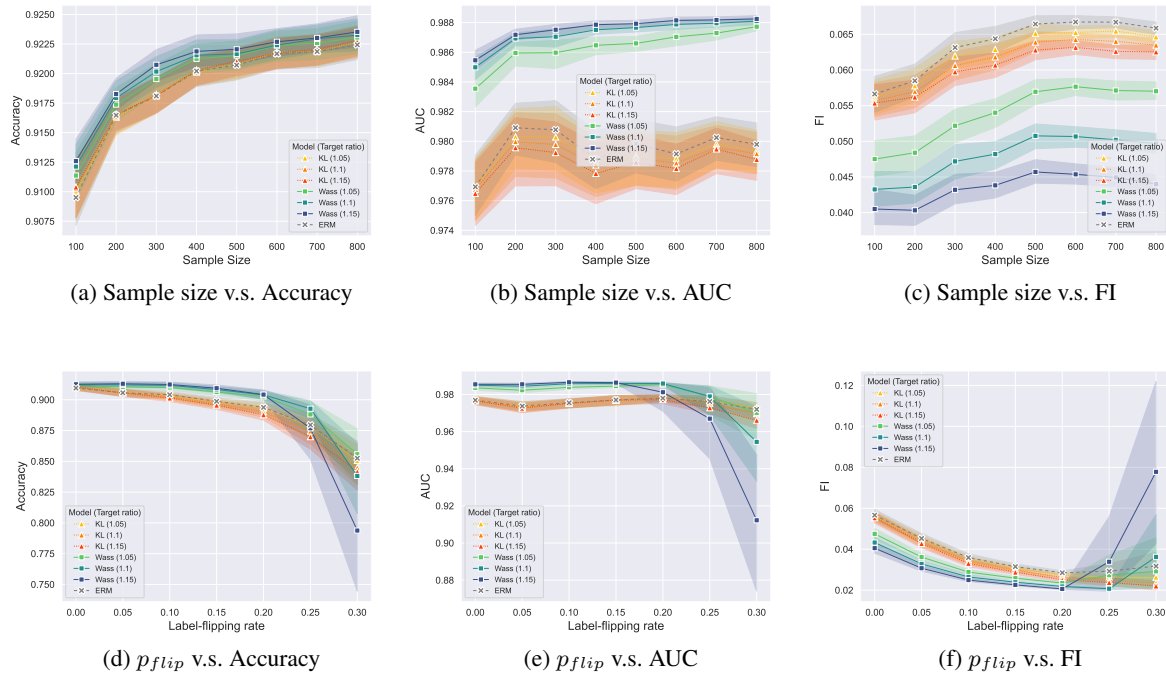 0.9250
0.9225
0.9200
0.9175
0.9150
0.9125
0.9100
0.9075
Accuracy
Model (Target ratio)
KL (1.05)
KL (1.1)
KL (1.15)
Wass (1.05)
Wass (1.1)
Wass (1.15)
ERM
100 200 300 400 500 600 700 800
Sample Size
(a) Sample size v.s. Accuracy
0.988
0.986
0.984
0.982
0.980
0.978
0.976
0.974
AUC
Model (Target ratio)
KL (1.05)
KL (1.1)
KL (1.15)
Wass (1.05)
Wass (1.1)
Wass (1.15)
ERM
100 200 300 400 500 600 700 800
Sample Size
(b) Sample size v.s. AUC
0.065
0.060
0.055
0.050
0.045
0.040
FI
Model (Target ratio)
KL (1.05)
KL (1.1)
KL (1.15)
Wass (1.05)
Wass (1.1)
Wass (1.15)
ERM
100 200 300 400 500 600 700 800
Sample Size
(c) Sample size v.s. FI
0.900
0.875
0.850
0.825
0.800
0.775
0.750
Accuracy
Model (Target ratio)
KL (1.05)
KL (1.1)
KL (1.15)
Wass (1.05)
Wass (1.1)
Wass (1.15)
ERM
0.00 0.05 0.10 0.15 0.20 0.25 0.30
Label-flipping rate
(d) p_{flip} v.s. Accuracy
0.98
0.96
0.94
0.92
0.90
0.88
AUC
Model (Target ratio)
KL (1.05)
KL (1.1)
KL (1.15)
Wass (1.05)
Wass (1.1)
Wass (1.15)
ERM
0.00 0.05 0.10 0.15 0.20 0.25 0.30
Label-flipping rate
(e) p_{flip} v.s. AUC
0.12
0.10
0.08
0.06
0.04
0.02
FI
Model (Target ratio)
KL (1.05)
KL (1.1)
KL (1.15)
Wass (1.05)
Wass (1.1)
Wass (1.15)
ERM
0.00 0.05 0.10 0.15 0.20 0.25 0.30
Label-flipping rate
(f) p_{flip} v.s. FI